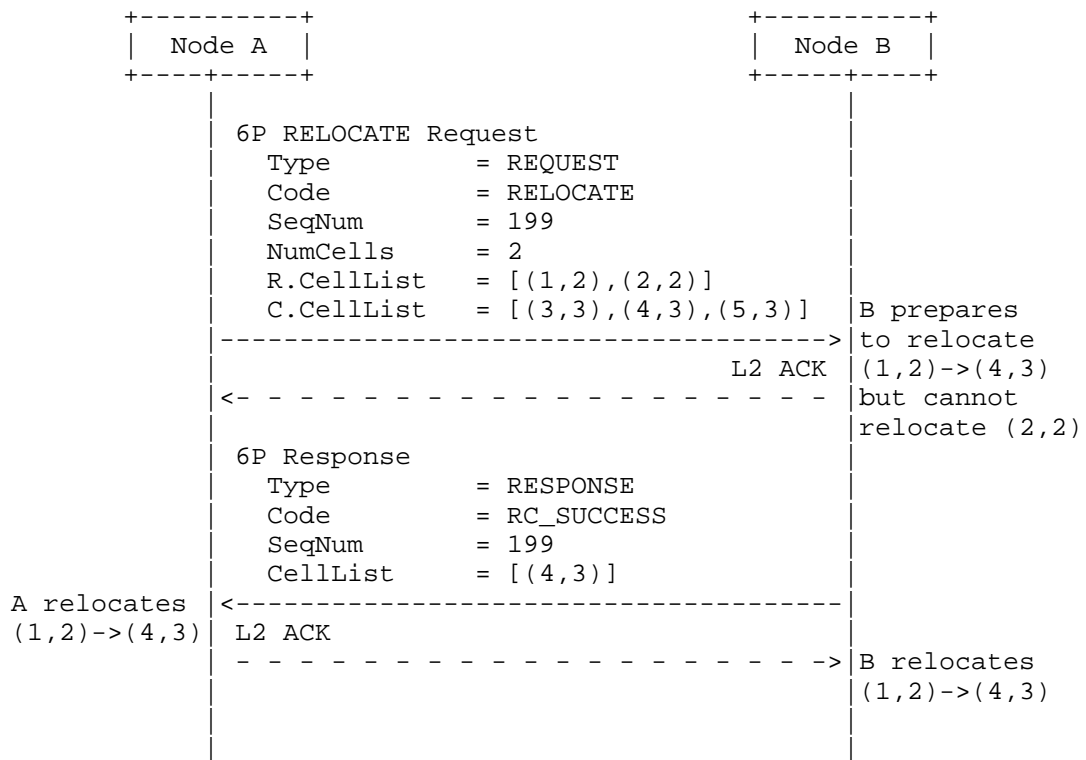 Node A Node B
6P RELOCATE Request
Type = REQUEST
Code = RELOCATE
SeqNum = 199
NumCells = 2
R.CellList = [(1,2),(2,2)]
C.CellList = [(3,3),(4,3),(5,3)] B prepares
to relocate
L2 ACK (1,2)->(4,3)
but cannot
relocate (2,2)
6P Response
Type = RESPONSE
Code = RC_SUCCESS
SeqNum = 199
CellList = [(4,3)]
A relocates
(1,2)->(4,3) L2 ACK
B relocates
(1,2)->(4,3)